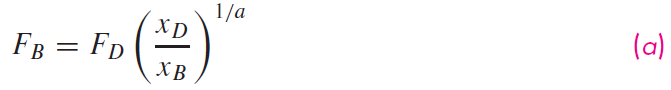 F_B = F_D (x_D / x_B)^{1/a} (a)